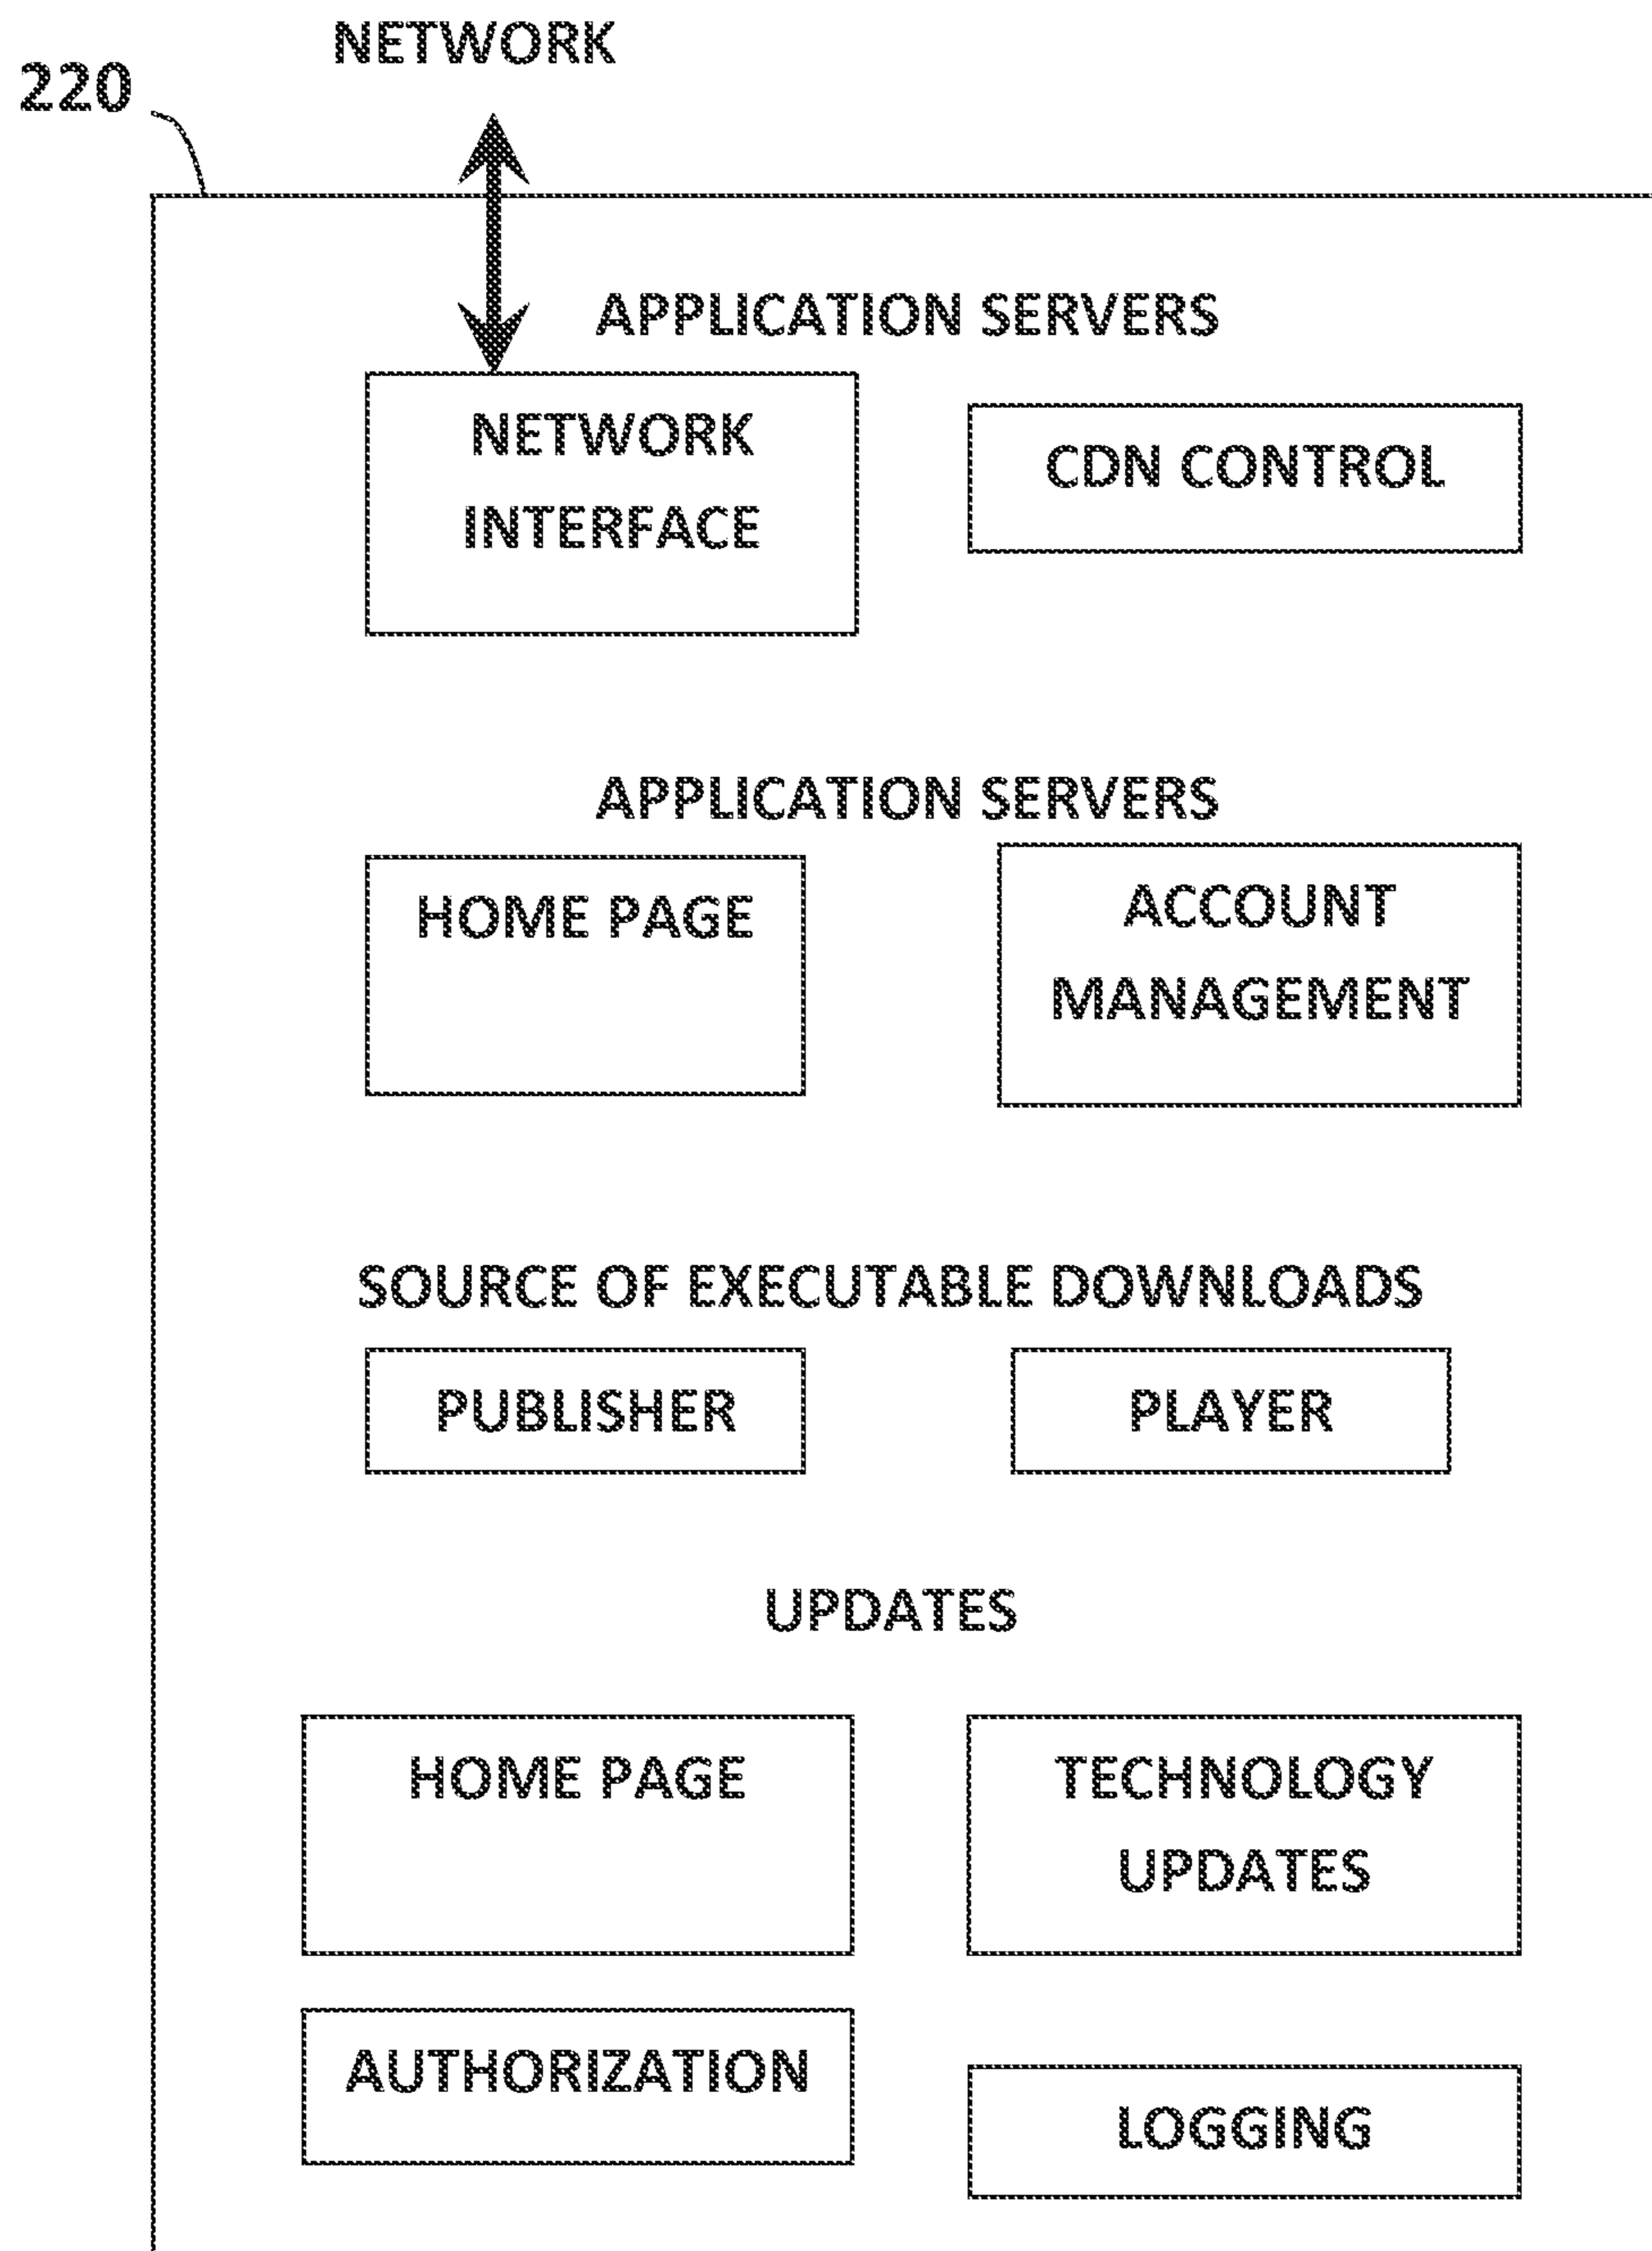 NETWORK
220
APPLICATION SERVERS
NETWORK
INTERFACE
CDN CONTROL
APPLICATION SERVERS
HOME PAGE
ACCOUNT
MANAGEMENT
SOURCE OF EXECUTABLE DOWNLOADS
PUBLISHER
PLAYER
UPDATES
HOME PAGE
TECHNOLOGY
UPDATES
AUTHORIZATION
LOGGING